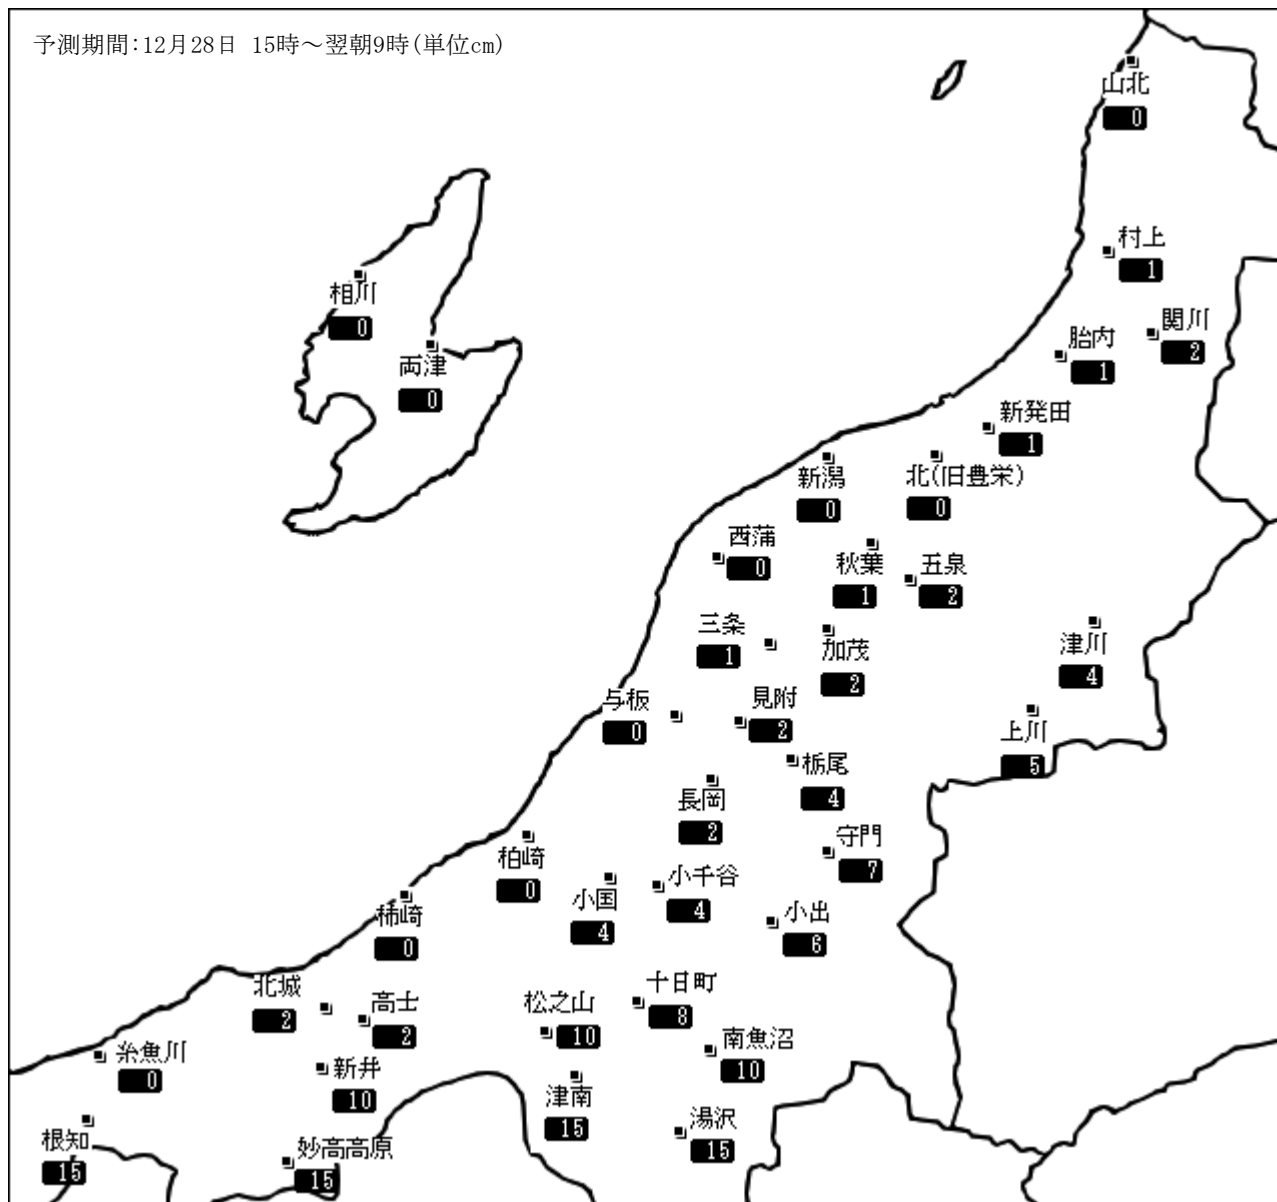 予測期間:12月28日 15時～翌朝9時(単位cm)
山北
0
村上
1
相川
0
関川
2
胎内
1
両津
0
新発田
1
新潟
0
北(旧豊栄)
0
西蒲
0
秋葉
1
五泉
2
三条
1
加茂
2
津川
4
与板
0
見附
2
上川
5
栃尾
4
長岡
2
守門
7
柏崎
0
小千谷
4
小国
4
小出
6
柿崎
0
北城
2
高士
2
松之山
10
十日町
8
南魚沼
10
糸魚川
0
新井
10
津南
15
湯沢
15
根知
15
妙高高原
15